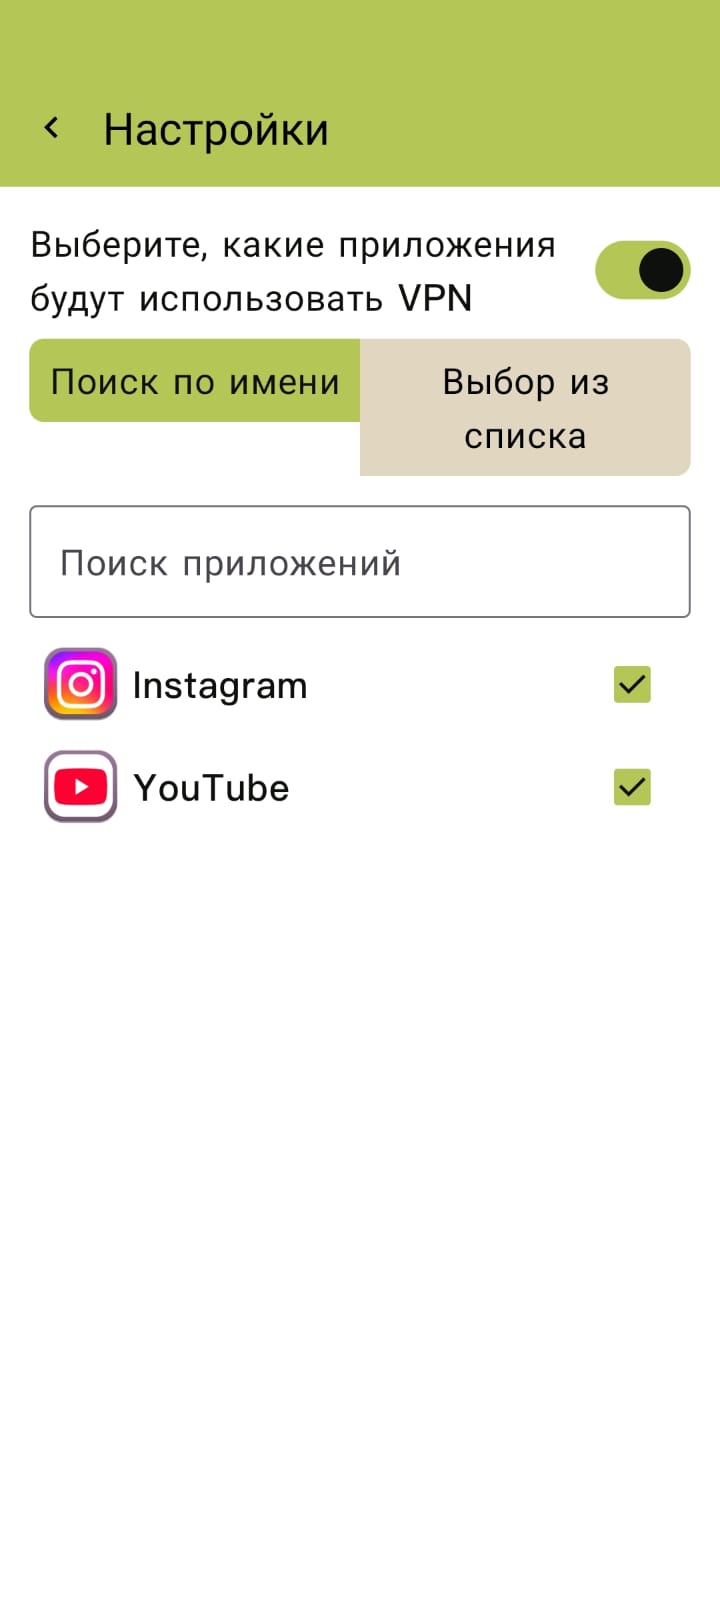 Настройки
Выберите, какие приложения
будут использовать VPN
Поиск по имени
Выбор из
списка
Поиск приложений
Instagram
YouTube